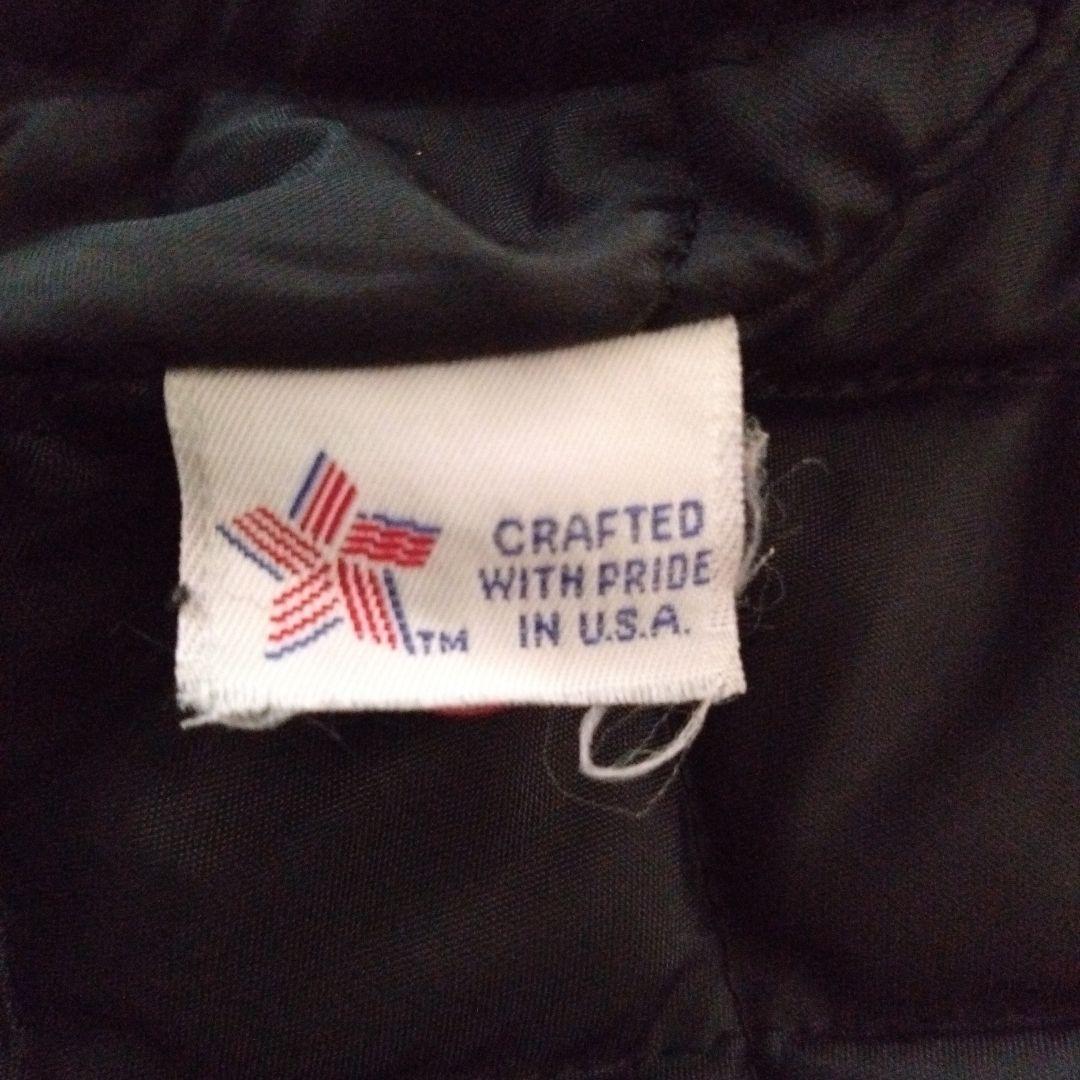 CRAFTED
WITH PRIDE
IN U.S.A.
TM